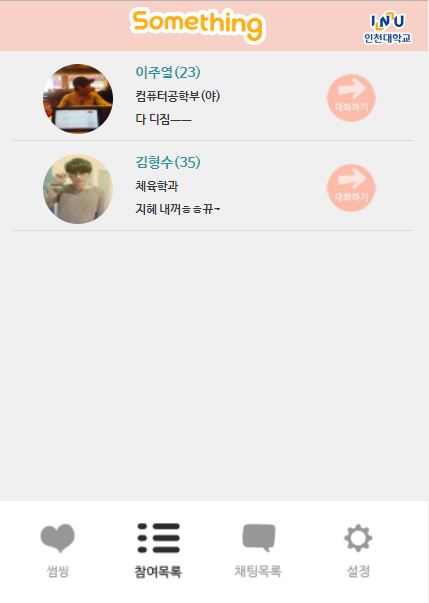 Something
INU
인천대학교
이주열(23)
컴퓨터공학부(야)
다 디짐ㅡㅡ
대화하기
김형수(35)
체육학과
지혜 내꺼ㅎㅎ뀨~
대화하기
썸씽
참여목록
채팅목록
설정